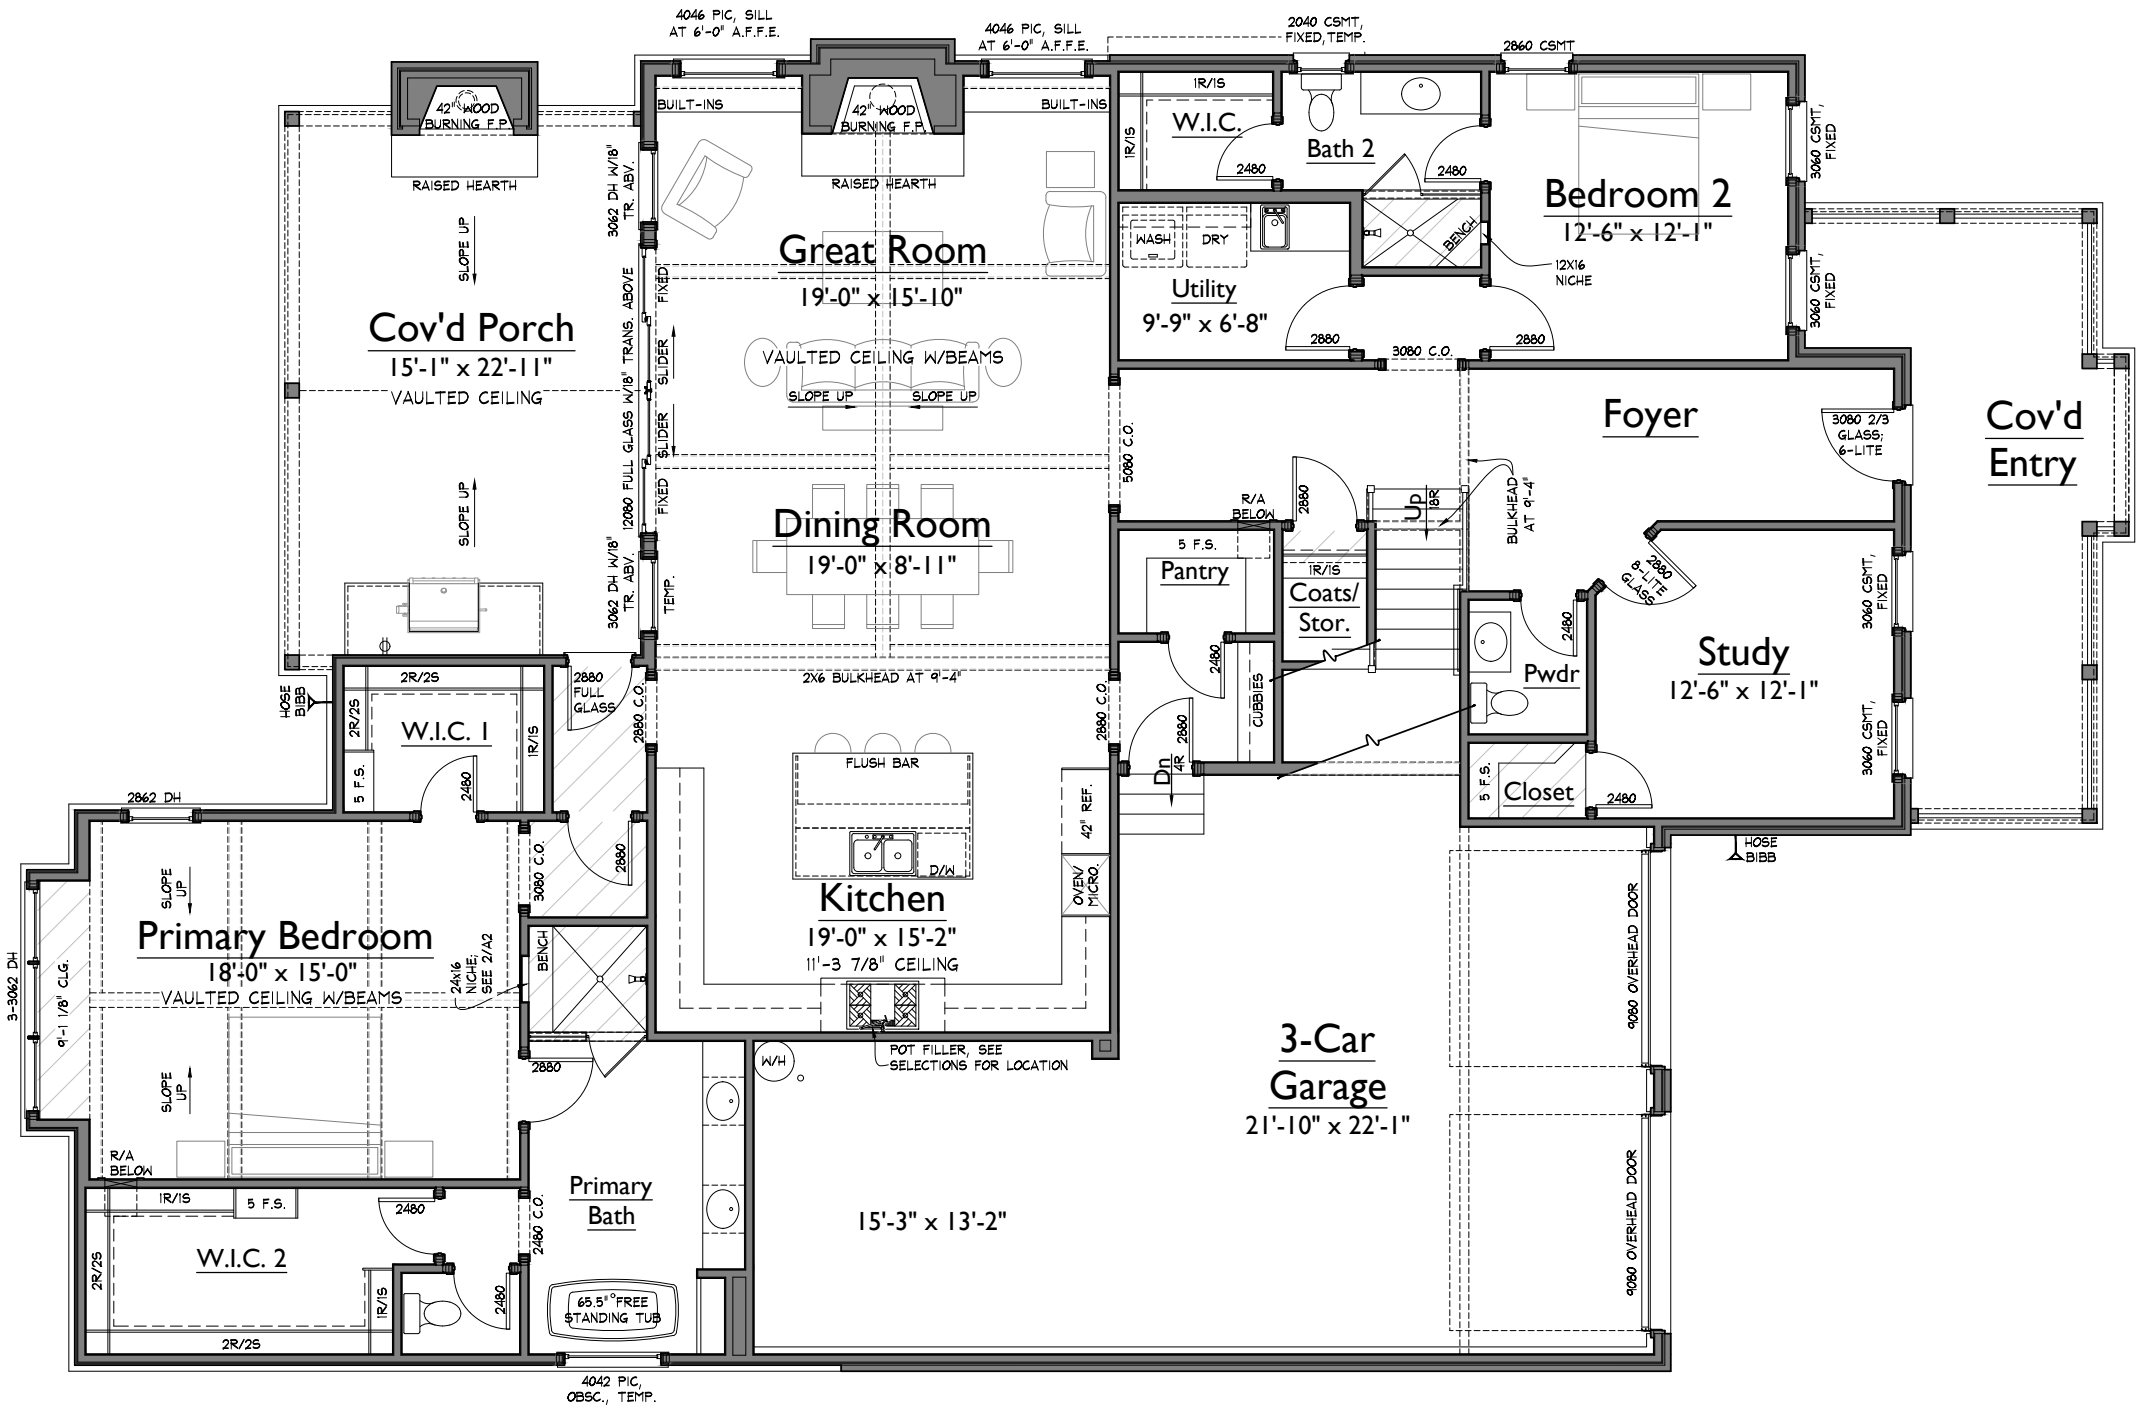 4046 PIC, SILL
AT 6'-0" A.F.F.E.
4046 PIC, SILL
AT 6'-0" A.F.F.E.
2040 CSMT,
FIXED, TEMP.
2860 CSMT
42" WOOD
BURNING F.P.
RAISED HEARTH
BUILT-INS
42" WOOD
BURNING F.P.
RAISED HEARTH
BUILT-INS
1R/1S
1R/1S
W.I.C.
2480
Bath 2
2480
Bedroom 2
12'-6" x 12'-1"
3060 CSMT,
FIXED
3060 CSMT,
FIXED
BENCH
12X16
NICHE
WASH
DRY
Utility
9'-9" x 6'-8"
2880
2880
3080 C.O.
SLOPE UP
Cov'd Porch
15'-1" x 22'-11"
VAULTED CEILING
SLOPE UP
3062 DH W/18"
TR. ABV.
12080 FULL GLASS W/18" TRANS. ABOVE
FIXED
SLIDER
SLIDER
FIXED
3062 DH W/18"
TR. ABV.
TEMP.
Great Room
19'-0" x 15'-10"
VAULTED CEILING W/BEAMS
SLOPE UP
SLOPE UP
5080 C.O.
Foyer
3080 2/3
GLASS;
6-LITE
Cov'd
Entry
Dining Room
19'-0" x 8'-11"
R/A
BELOW
2880
Up
18R
BULKHEAD
AT 9'-4"
5 F.S.
Pantry
1R/1S
Coats/
Stor.
2880
8-LITE
GLASS
3060 CSMT,
FIXED
Study
12'-6" x 12'-1"
3060 CSMT,
FIXED
2480
Pwdr
2480
CUBBIES
2880
Dn
4R
2880 C.O.
5 F.S.
Closet
2480
HOSE
BIBB
HOSE
BIBB
2R/2S
2R/2S
W.I.C. 1
1R/1S
5 F.S.
2480
2880
FULL
GLASS
2880 C.O.
2X6 BULKHEAD AT 9'-4"
FLUSH BAR
D/W
42" REF.
OVEN/
MICRO.
Kitchen
19'-0" x 15'-2"
11'-3 7/8" CEILING
POT FILLER, SEE
SELECTIONS FOR LOCATION
2862 DH
SLOPE
UP
3080 C.O.
2880
Primary Bedroom
18'-0" x 15'-0"
VAULTED CEILING W/BEAMS
3-3062 DH
9'-1 1/8" CLG.
SLOPE
UP
24x16
NICHE;
SEE 2/A2
BENCH
2880
W/H
3-Car
Garage
21'-10" x 22'-1"
9080 OVERHEAD DOOR
9080 OVERHEAD DOOR
15'-3" x 13'-2"
R/A
BELOW
1R/1S
5 F.S.
2480
2480 C.O.
Primary
Bath
2R/2S
W.I.C. 2
1R/1S
2480
2R/2S
65.5" FREE
STANDING TUB
4042 PIC,
OBSC., TEMP.